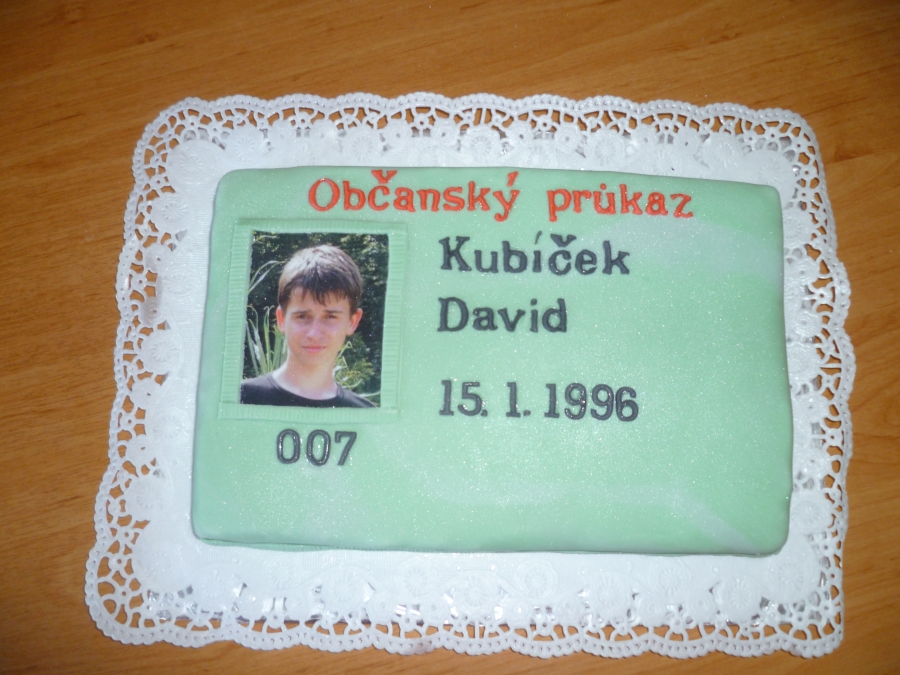 Občanský průkaz
Kubíček
David
15. 1. 1996
007